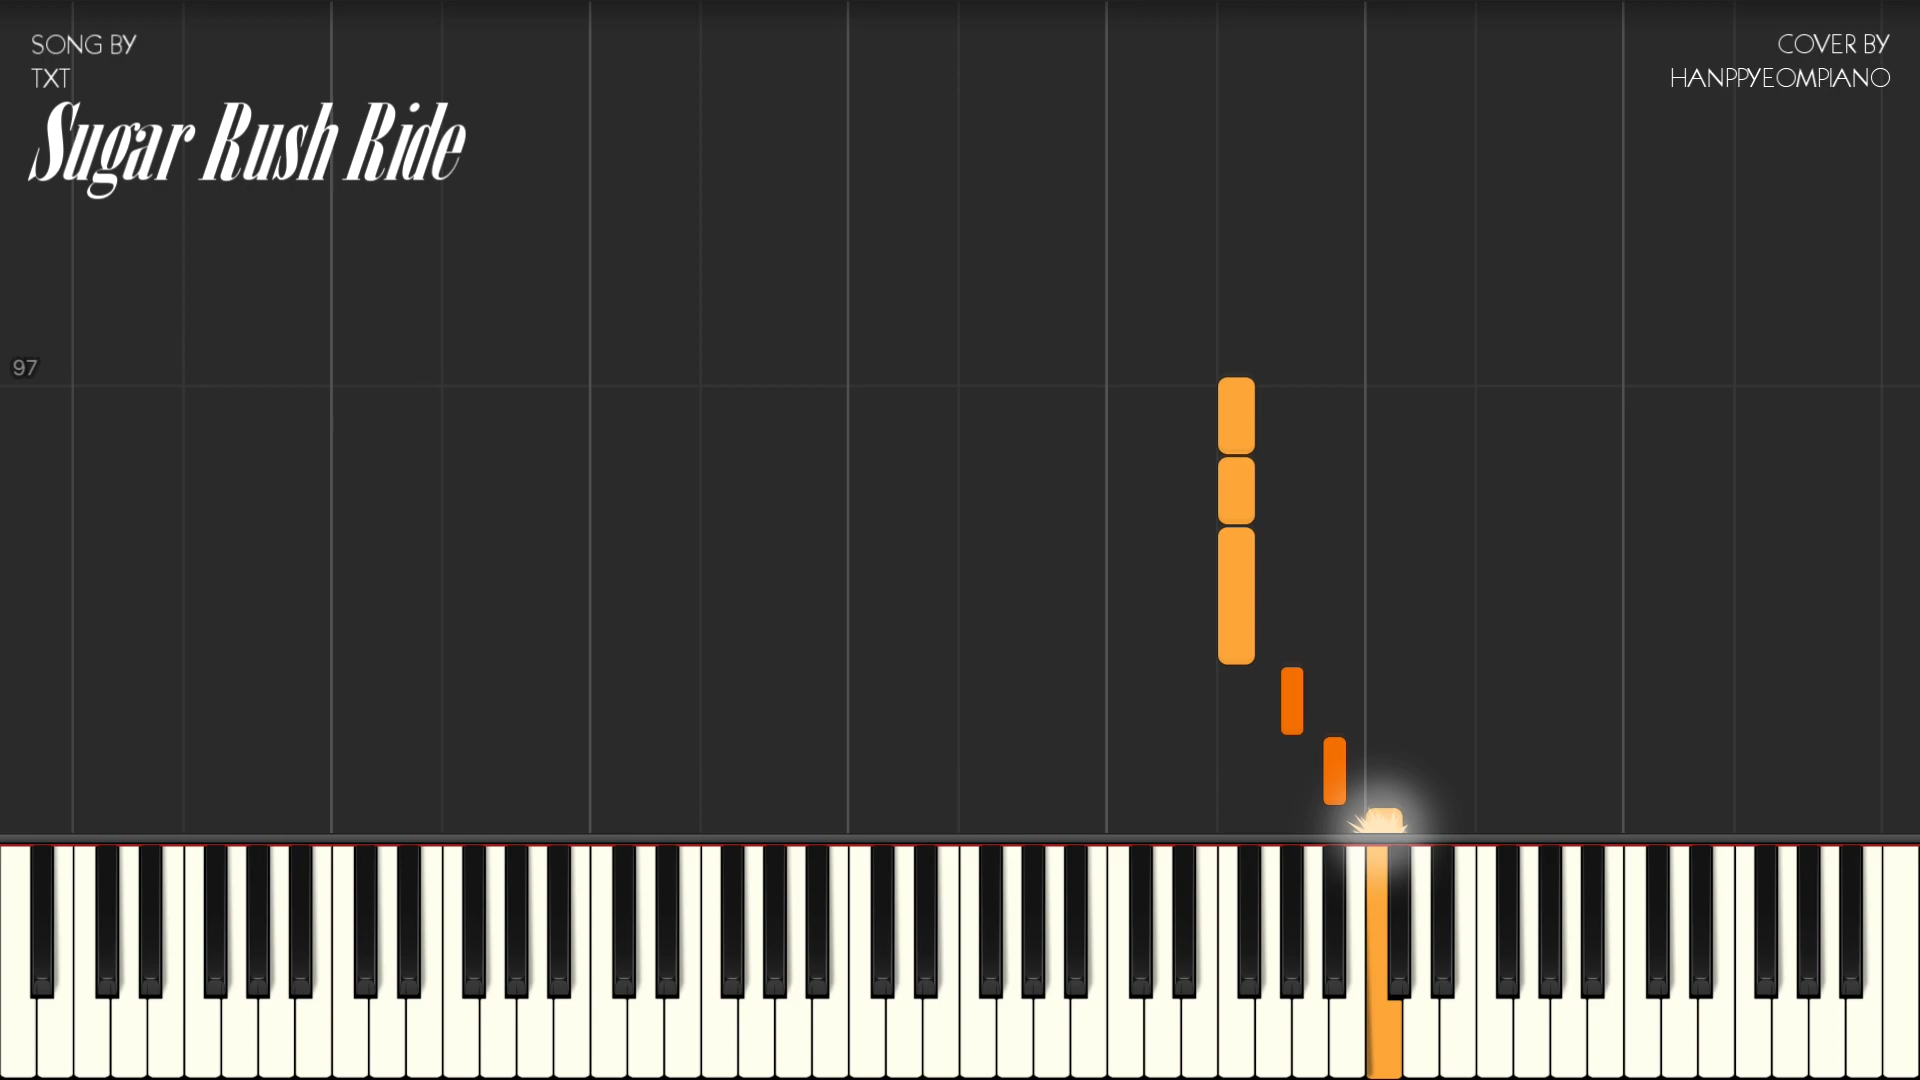 SONG BY
TXT
Sugar Rush Ride
COVER BY
HANPPYEOMPIANO
97